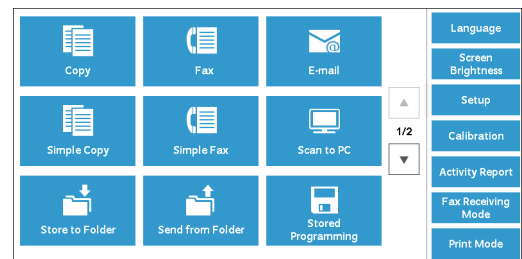 Copy
Fax
E-mail
Simple Copy
Simple Fax
Scan to PC
Store to Folder
Send from Folder
Stored
Programming
1/2
Language
Screen
Brightness
Setup
Calibration
Activity Report
Fax Receiving
Mode
Print Mode